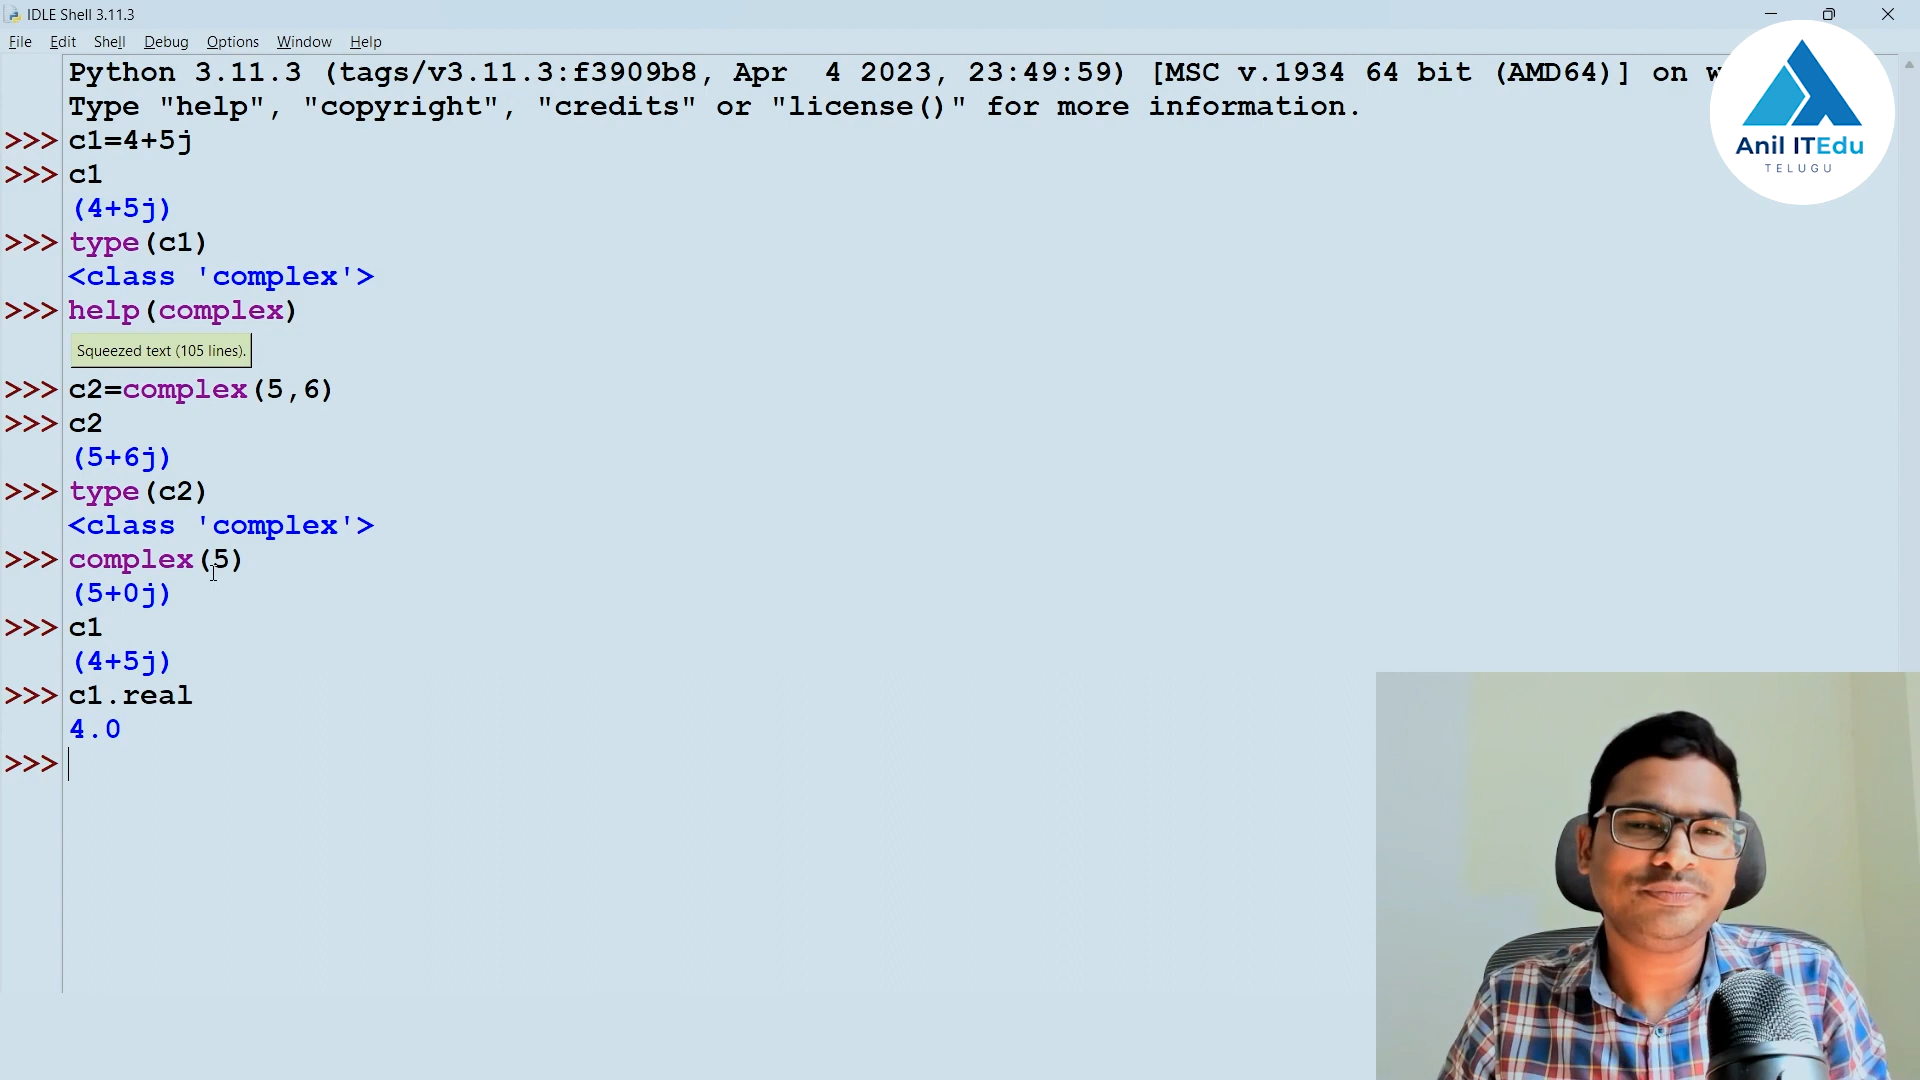 IDLE Shell 3.11.3
File Edit Shell Debug Options Window Help
Python 3.11.3 (tags/v3.11.3:f3909b8, Apr  4 2023, 23:49:59) [MSC v.1934 64 bit (AMD64)] on
Type "help", "copyright", "credits" or "license()" for more information.
>>> c1=4+5j
>>> c1
(4+5j)
>>> type(c1)
<class 'complex'>
>>> help(complex)
Squeezed text (105 lines).
>>> c2=complex(5,6)
>>> c2
(5+6j)
>>> type(c2)
<class 'complex'>
>>> complex(5)
(5+0j)
>>> c1
(4+5j)
>>> c1.real
4.0
>>>
Anil ITEdu
TELUGU